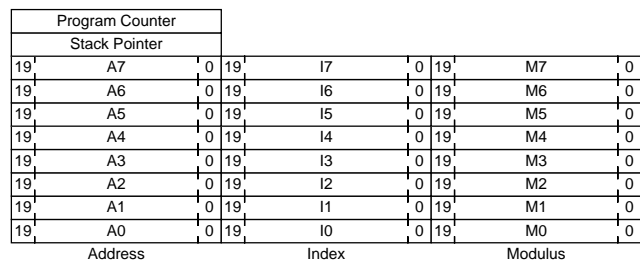 Program Counter
Stack Pointer
19 A7 0 19 I7 0 19 M7 0
19 A6 0 19 I6 0 19 M6 0
19 A5 0 19 I5 0 19 M5 0
19 A4 0 19 I4 0 19 M4 0
19 A3 0 19 I3 0 19 M3 0
19 A2 0 19 I2 0 19 M2 0
19 A1 0 19 I1 0 19 M1 0
19 A0 0 19 I0 0 19 M0 0
Address Index Modulus